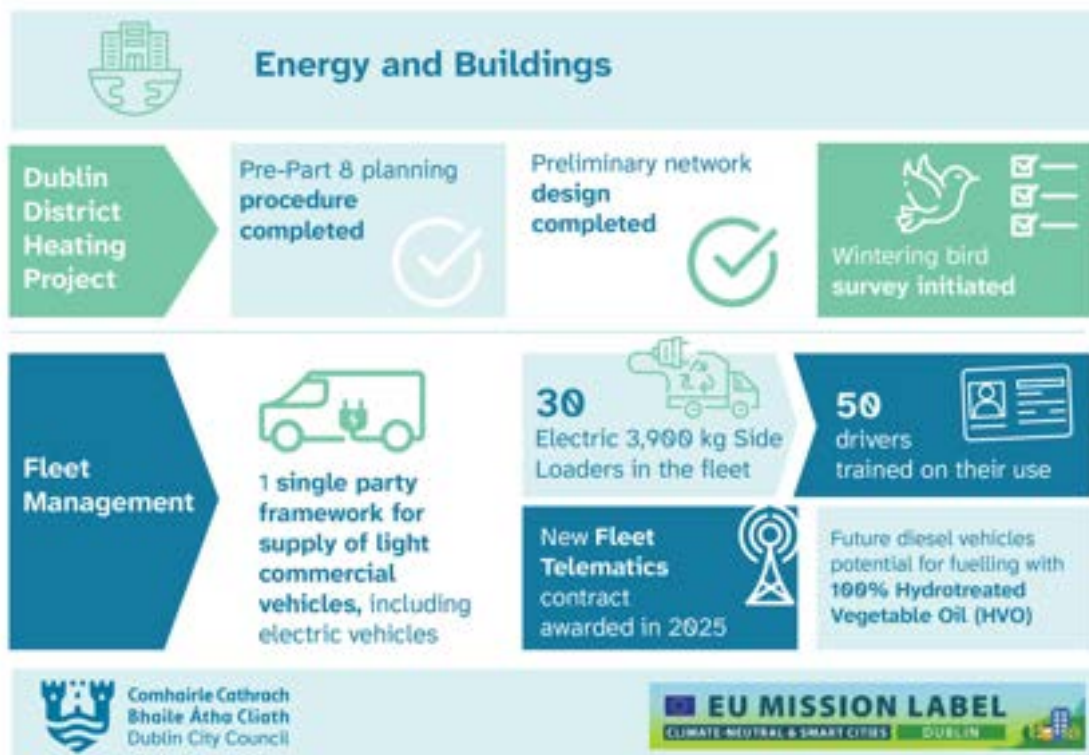 Energy and Buildings
Dublin
District
Heating
Project
Pre-Part 8 planning
procedure
completed
Preliminary network
design
completed
Wintering bird
survey initiated
Fleet
Management
1 single party
framework for
supply of light
commercial
vehicles, including
electric vehicles
30
Electric 3,900 kg Side
Loaders in the fleet
50
drivers
trained on their use
New Fleet
Telematics
contract
awarded in 2025
Future diesel vehicles
potential for fuelling with
100% Hydrotreated
Vegetable Oil (HVO)
Comhairle Cathrach
Bhaile Átha Cliath
Dublin City Council
EU MISSION LABEL
CLIMATE-NEUTRAL & SMART CITIES
DUBLIN